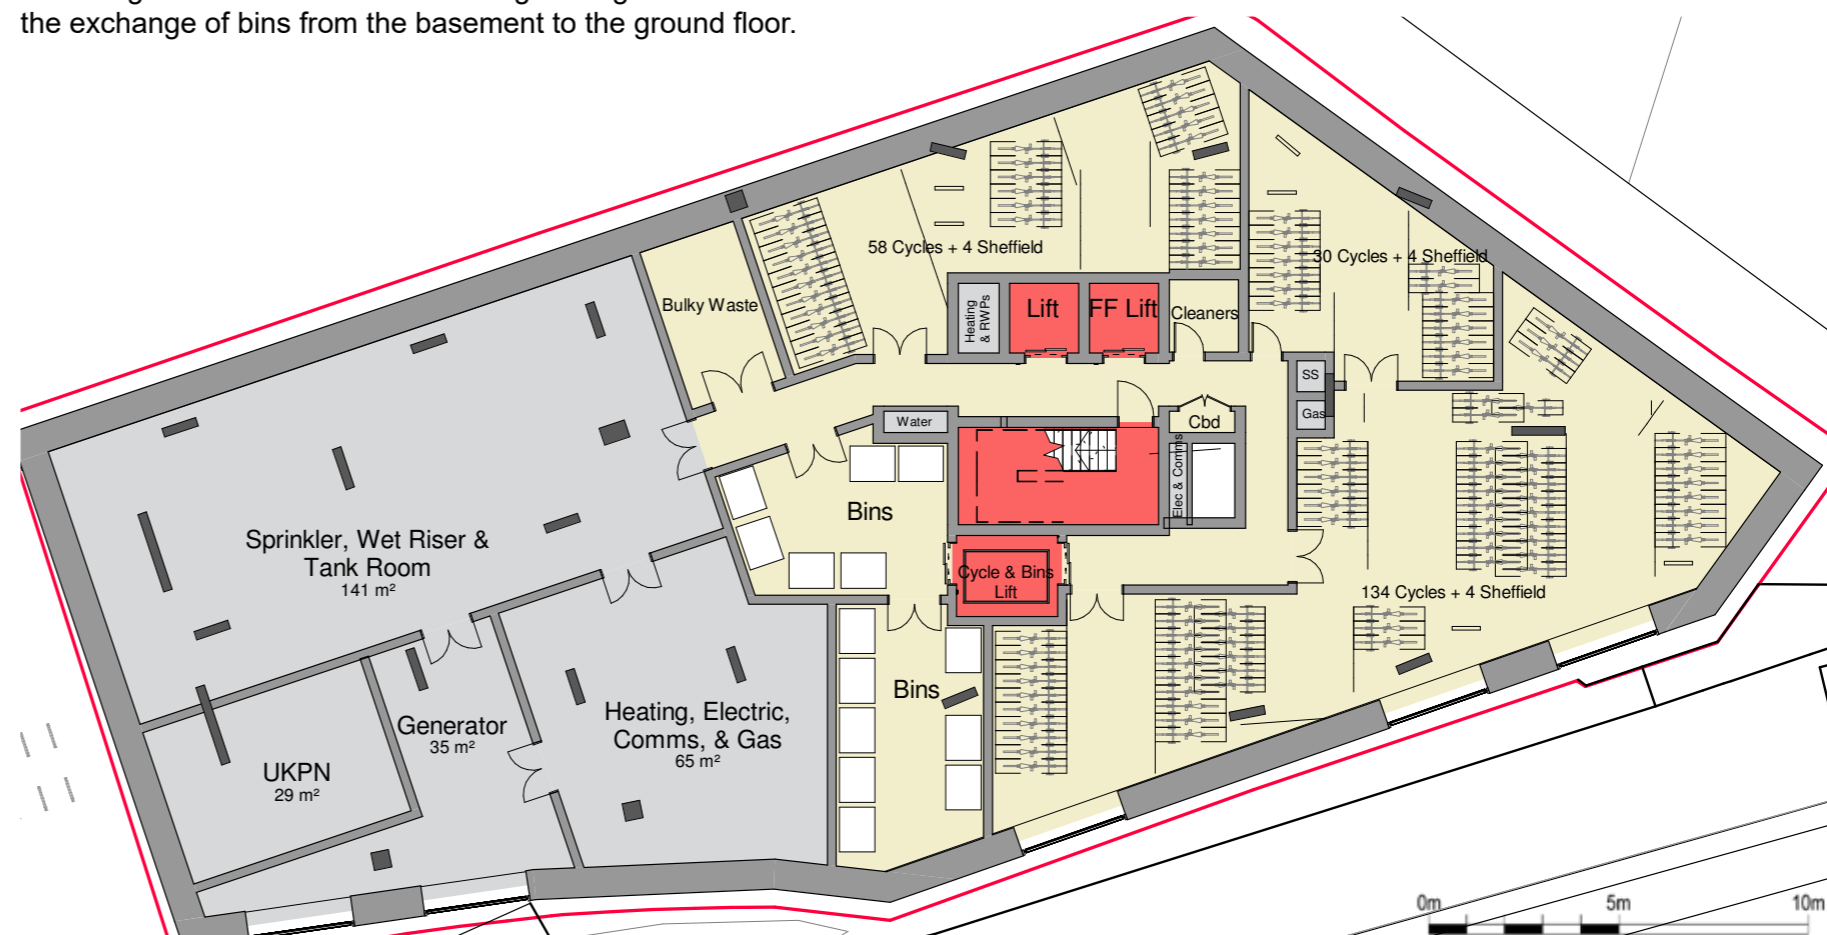 the exchange of bins from the basement to the ground floor.
58 Cycles + 4 Sheffield
30 Cycles + 4 Sheffield
Bulky Waste
Heating
& RWPs
Lift
FF Lift
Cleaners
SS
Gas
Water
Cbd
Elec & Comms
Bins
Sprinkler, Wet Riser &
Tank Room
141 m²
Cycle & Bins
Lift
134 Cycles + 4 Sheffield
Bins
Generator
35 m²
Heating, Electric,
Comms, & Gas
65 m²
UKPN
29 m²
0m
5m
10m